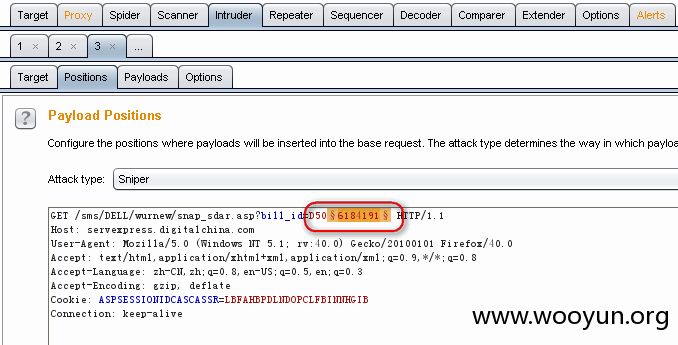 Target Proxy Spider Scanner Intruder Repeater Sequencer Decoder Comparer Extender Options Alerts
1 × 2 × 3 × ...
Target Positions Payloads Options
? Payload Positions
Configure the positions where payloads will be inserted into the base request. The attack type determines the way in which payloa
Attack type: Sniper
GET /sms/DELL/wurnew/snap_sdar.asp?bill_id=D50§6184191§ HTTP/1.1
Host: servexpress.digitalchina.com
User-Agent: Mozilla/5.0 (Windows NT 5.1; rv:40.0) Gecko/20100101 Firefox/40.0
Accept: text/html,application/xhtml+xml,application/xml;q=0.9,*/*;q=0.8
Accept-Language: zh-CN,zh;q=0.8,en-US;q=0.5,en;q=0.3
Accept-Encoding: gzip, deflate
Cookie: ASPSESSIONIDCASCASSR=LBFAHBPDLNDOPCLFBINNHGIB
Connection: keep-alive
www.wooyun.org